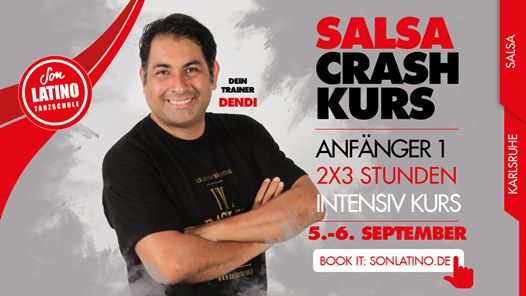 Son
LATINO
TANZSCHULE
DEIN
TRAINER
DENDI
SALSA
CRASH
KURS
ANFÄNGER 1
2X3 STUNDEN
INTENSIV KURS
5.-6. SEPTEMBER
BOOK IT: SONLATINO.DE
SALSA
KARLSRUHE